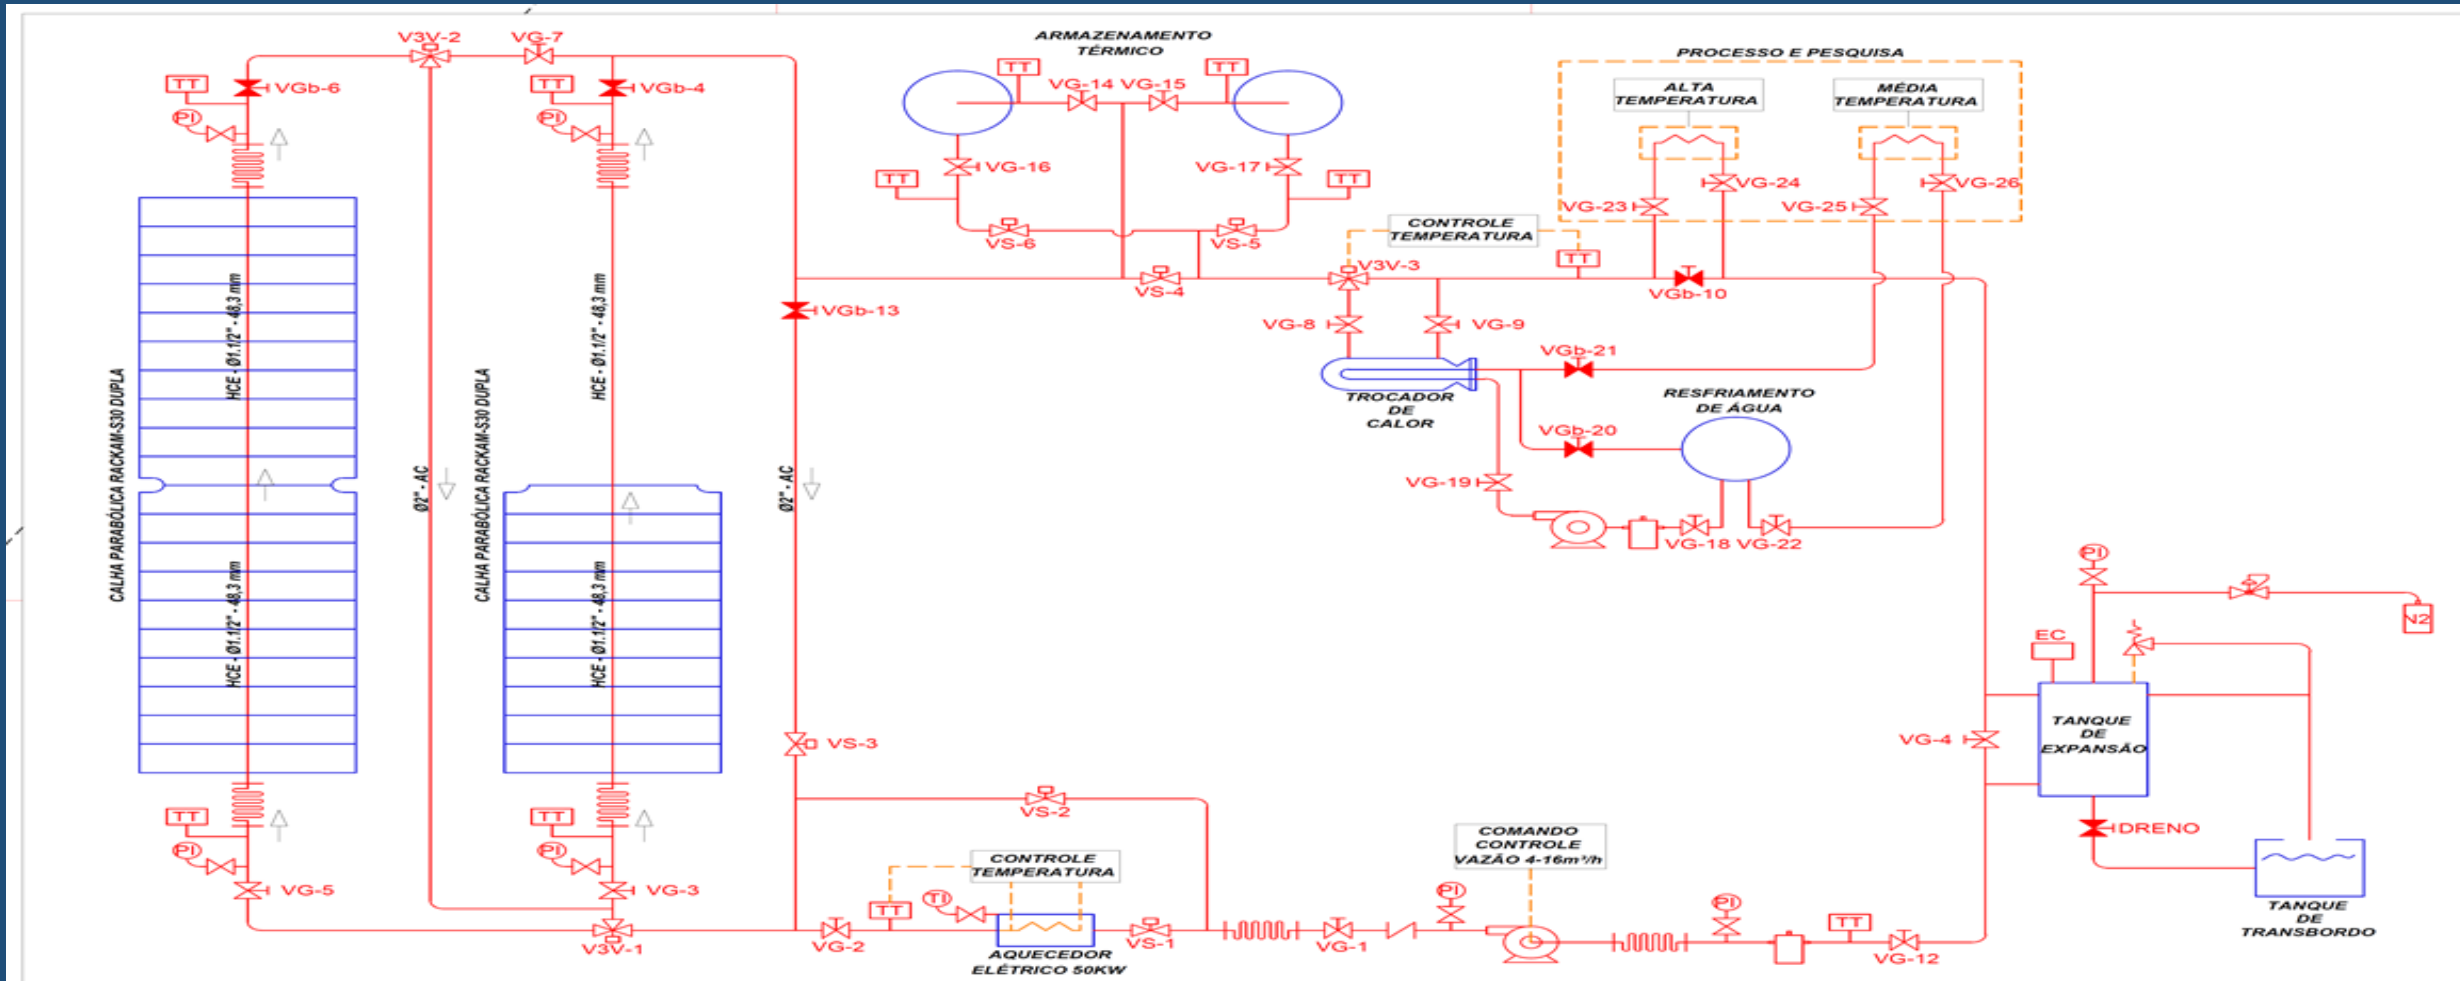 V3V-2
VG-7
TT
VGb-6
PI
TT
VGb-4
PI
ARMAZENAMENTO
TÉRMICO
TT
VG-14
VG-15
TT
VG-16
VG-17
TT
TT
VS-6
VS-5
VS-4
PROCESSO E PESQUISA
ALTA
TEMPERATURA
MÉDIA
TEMPERATURA
VG-23
VG-24
VG-25
VG-26
CONTROLE
TEMPERATURA
TT
V3V-3
VGb-10
VGb-13
VG-8
VG-9
VGb-21
TROCADOR
DE
CALOR
RESFRIAMENTO
DE ÁGUA
VGb-20
VG-19
VG-18
VG-22
CALHA PARABÓLICA RACKAM-S30 DUPLA
HCE - Ø1.1/2" - 48,3 mm
HCE - Ø1.1/2" - 48,3 mm
Ø2" - AC
CALHA PARABÓLICA RACKAM-S30 DUPLA
HCE - Ø1.1/2" - 48,3 mm
HCE - Ø1.1/2" - 48,3 mm
Ø2" - AC
PI
N2
EC
TANQUE
DE
EXPANSÃO
VG-4
DRENO
TANQUE
DE
TRANSBORDO
VS-3
VS-2
TT
PI
VG-5
TT
PI
VG-3
V3V-1
VG-2
TT
TI
CONTROLE
TEMPERATURA
AQUECEDOR
ELÉTRICO 50KW
VS-1
VG-1
PI
COMANDO
CONTROLE
VAZÃO 4-16m³/h
PI
TT
VG-12